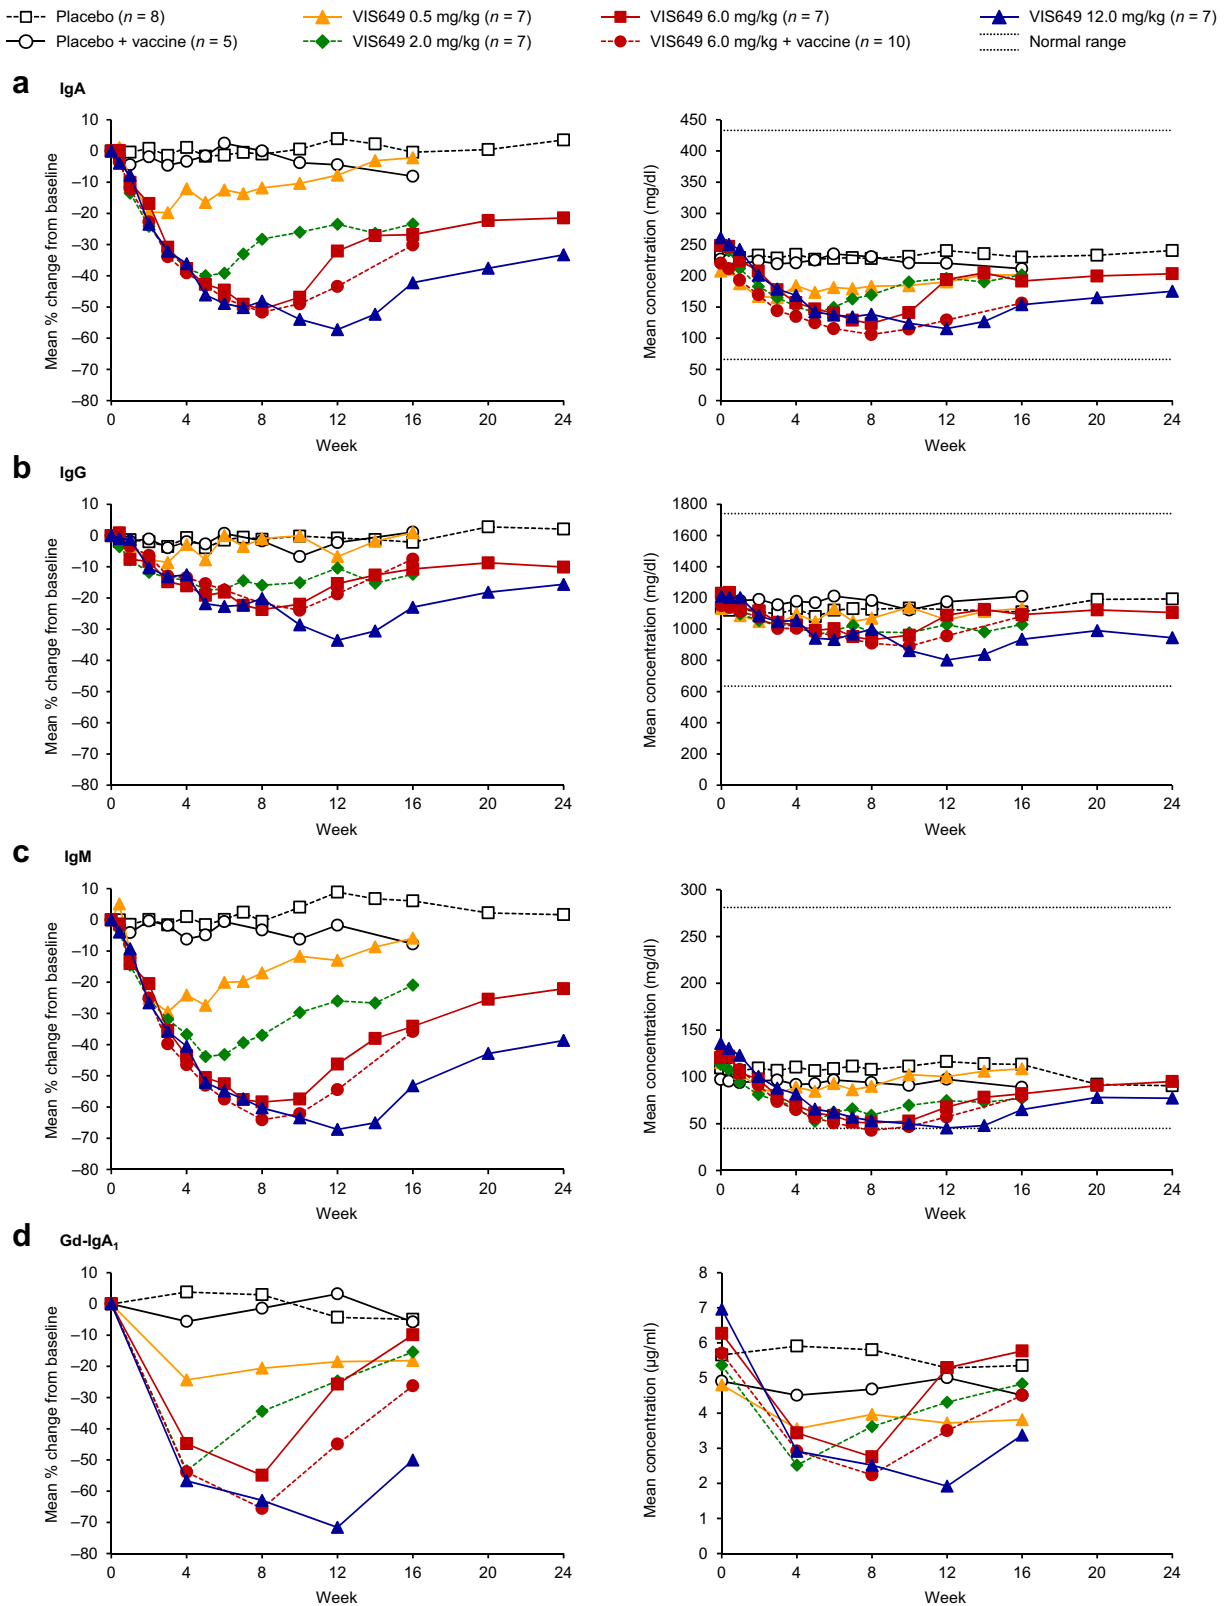 Placebo (n = 8)
VIS649 0.5 mg/kg (n = 7)
VIS649 6.0 mg/kg (n = 7)
VIS649 12.0 mg/kg (n = 7)
Placebo + vaccine (n = 5)
VIS649 2.0 mg/kg (n = 7)
VIS649 6.0 mg/kg + vaccine (n = 10)
Normal range
a IgA
Mean % change from baseline
10
0
–10
–20
–30
–40
–50
–60
–70
–80
0 4 8 12 16 20 24
Week
Mean concentration (mg/dl)
450
400
350
300
250
200
150
100
50
0
0 4 8 12 16 20 24
Week
b IgG
Mean % change from baseline
10
0
–10
–20
–30
–40
–50
–60
–70
–80
0 4 8 12 16 20 24
Week
Mean concentration (mg/dl)
1800
1600
1400
1200
1000
800
600
400
200
0
0 4 8 12 16 20 24
Week
c IgM
Mean % change from baseline
10
0
–10
–20
–30
–40
–50
–60
–70
–80
0 4 8 12 16 20 24
Week
Mean concentration (mg/dl)
300
250
200
150
100
50
0
0 4 8 12 16 20 24
Week
d Gd-IgA₁
Mean % change from baseline
10
0
–10
–20
–30
–40
–50
–60
–70
–80
0 4 8 12 16 20 24
Week
Mean concentration (µg/ml)
8
7
6
5
4
3
2
1
0
0 4 8 12 16 20 24
Week